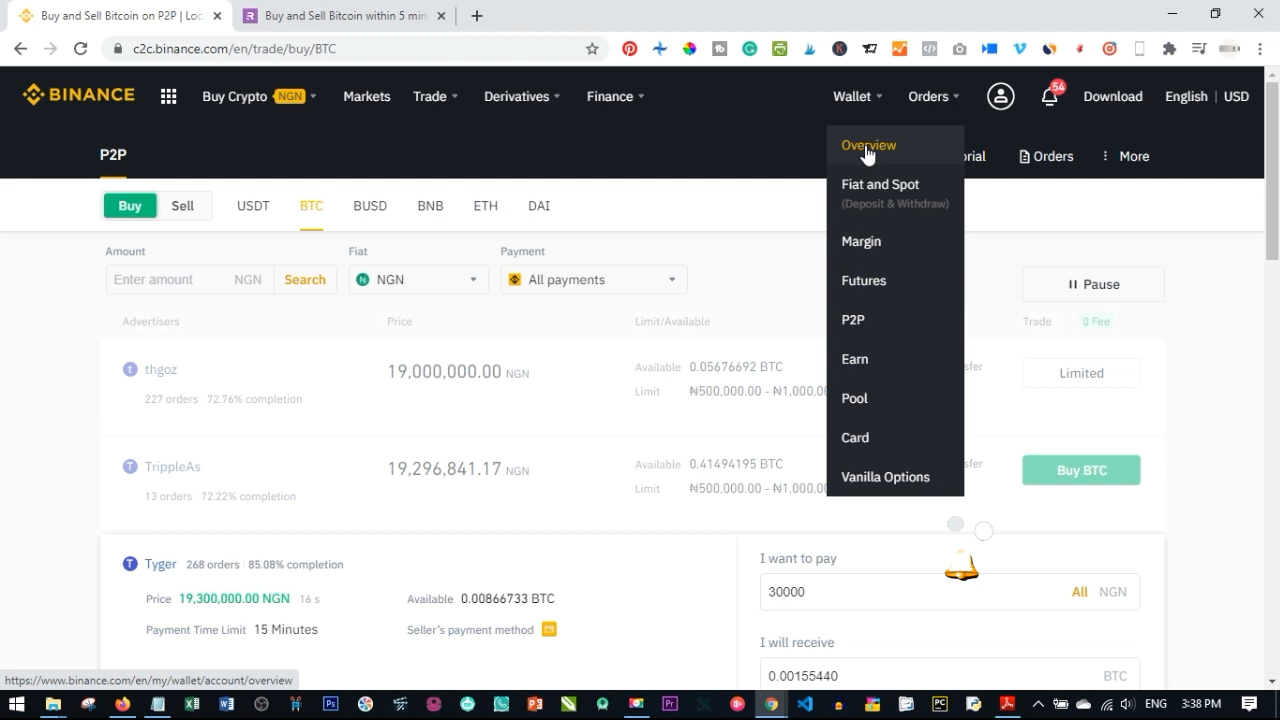 Buy and Sell Bitcoin on P2P | Loc
Buy and Sell Bitcoin within 5 min
c2c.binance.com/en/trade/buy/BTC
BINANCE Buy Crypto NGN Markets Trade Derivatives Finance Wallet Orders 54 Download English | USD
P2P Overview orial Orders More
Buy Sell USDT BTC BUSD BNB ETH DAI
Fiat and Spot
(Deposit & Withdraw)
Margin
Futures
P2P
Earn
Pool
Card
Vanilla Options
Amount Fiat Payment
Enter amount NGN Search NGN All payments Pause
Advertisers Price Limit/Available Trade 0 Fee
thgoz 19,000,000.00 NGN Available 0.05676692 BTC sfer Limited
227 orders 72.76% completion Limit ₦500,000.00 - ₦1,000,00
TrippleAs 19,296,841.17 NGN Available 0.41494195 BTC sfer Buy BTC
13 orders 72.22% completion Limit ₦500,000.00 - ₦1,000,00
Tyger 268 orders 85.08% completion
Price 19,300,000.00 NGN 16 s Available 0.00866733 BTC
Payment Time Limit 15 Minutes Seller's payment method
I want to pay
30000 All NGN
I will receive
0.00155440 BTC
https://www.binance.com/en/my/wallet/account/overview
ENG 3:38 PM